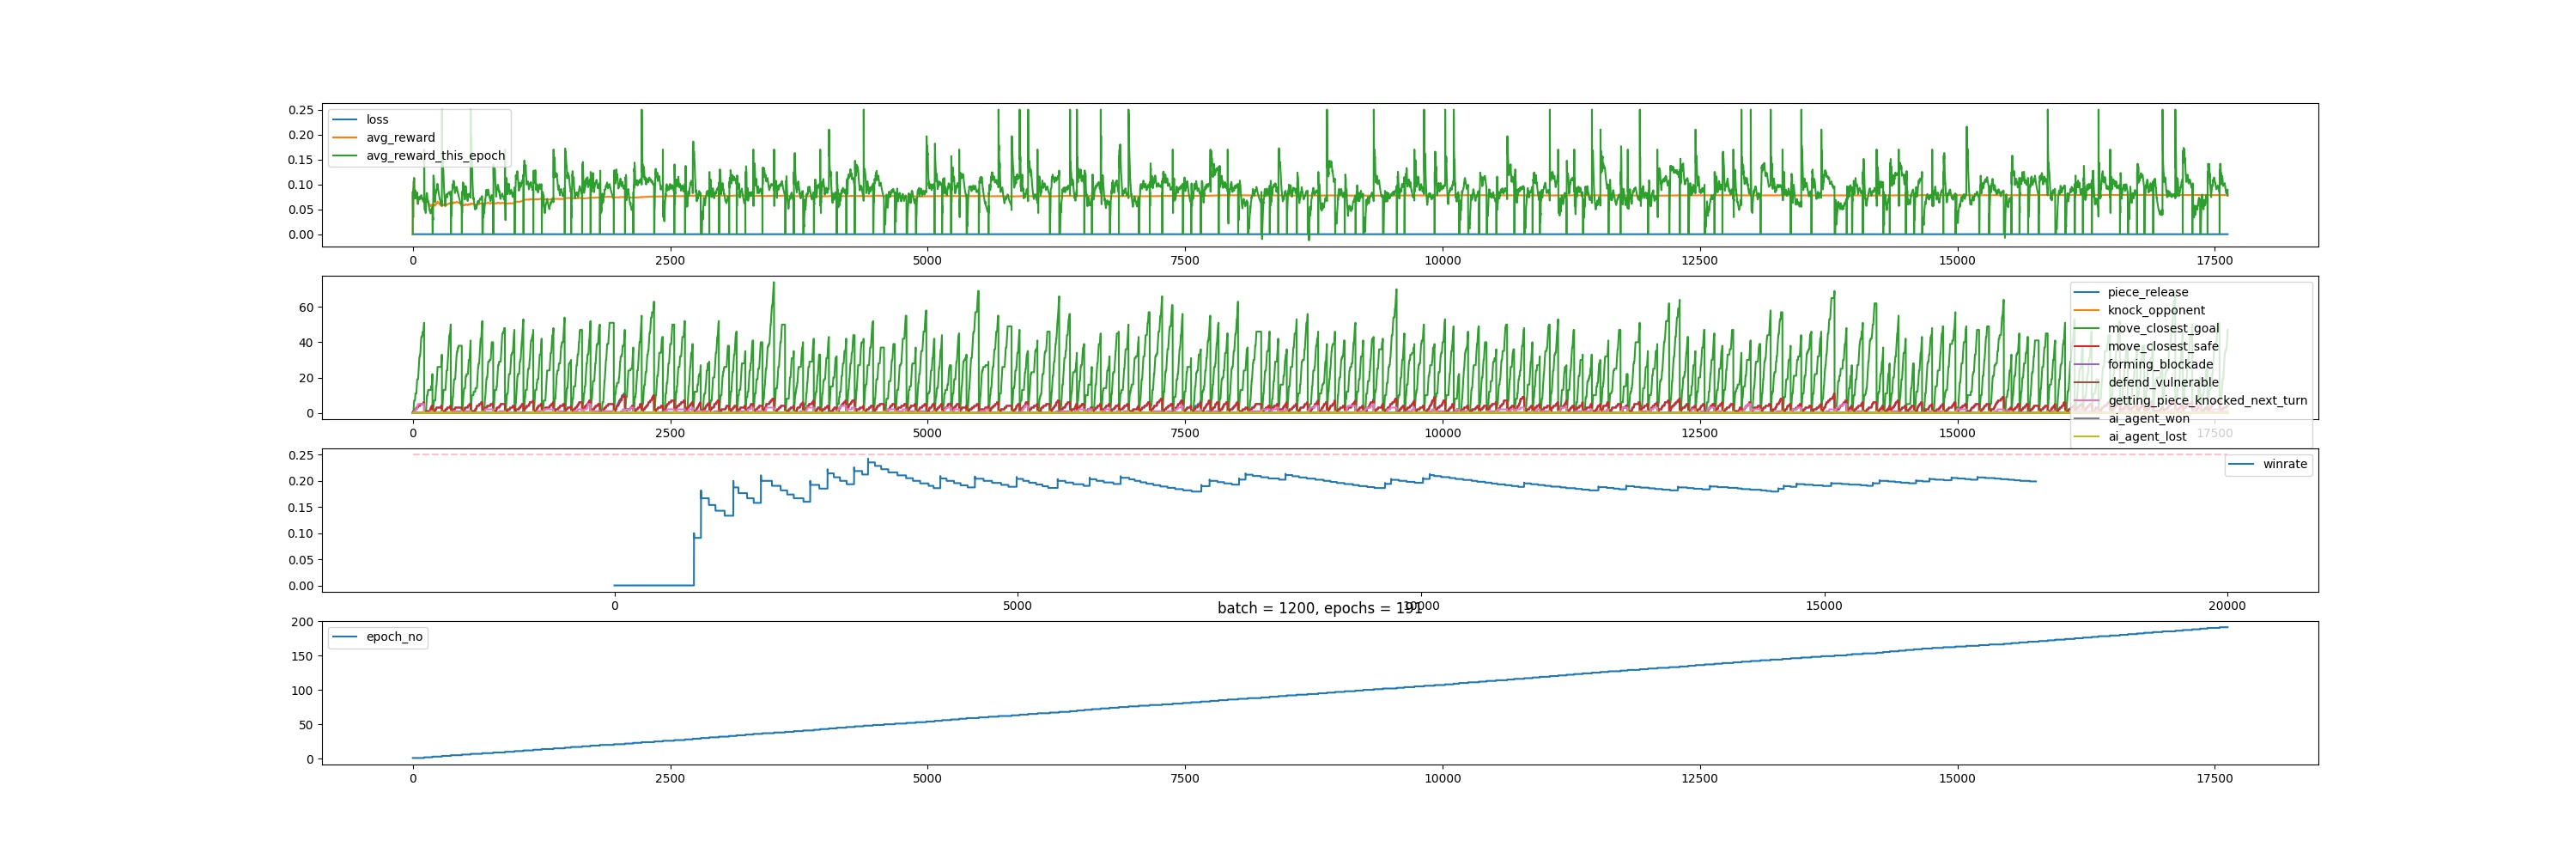 0.25
0.20
0.15
0.10
0.05
0.00
loss
avg_reward
avg_reward_this_epoch
0 2500 5000 7500 10000 12500 15000 17500
60
40
20
0
piece_release
knock_opponent
move_closest_goal
move_closest_safe
forming_blockade
defend_vulnerable
getting_piece_knocked_next_turn
ai_agent_won
ai_agent_lost
0 2500 5000 7500 10000 12500 15000 17500
0.25
0.20
0.15
0.10
0.05
0.00
winrate
0 5000 10000 15000 20000
batch = 1200, epochs = 191
200
150
100
50
0
epoch_no
0 2500 5000 7500 10000 12500 15000 17500